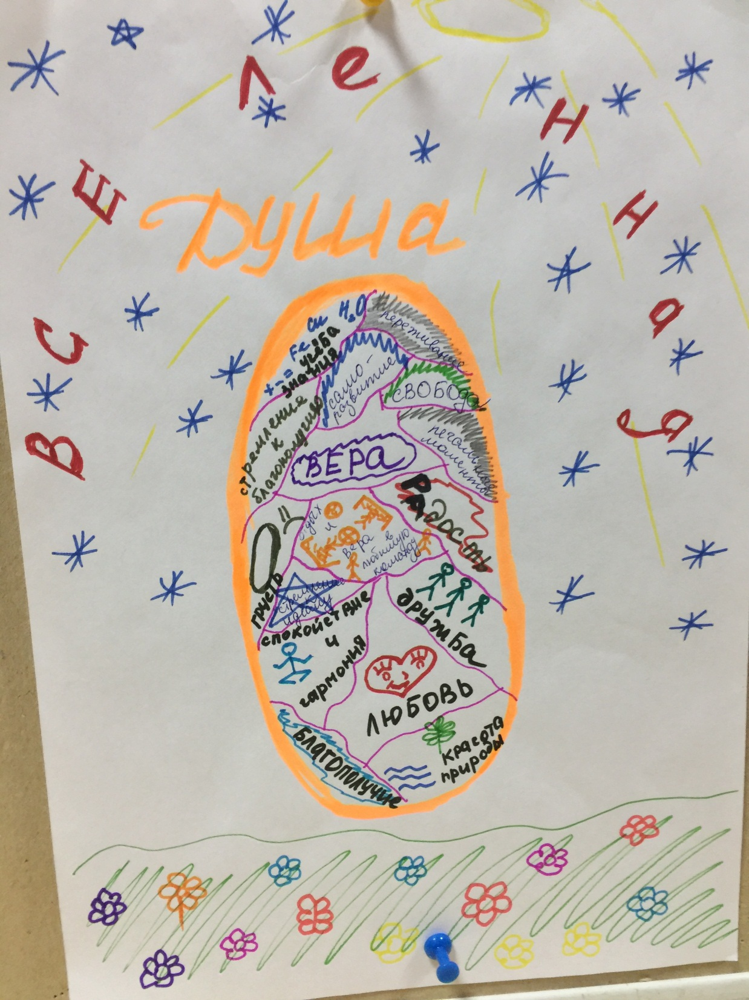 ВСЕЛеННая
Душа
Cu H₂O
Fe
+-=
учёба
знания
переживание
само-
развитие
СВОБОда
стремление
к
благополучию
ВЕРА
печальные
моменты
РАДОСТЬ
отдых
и
вера
в
любимую
команду
грусть
стремление
к
идеалу
спокойствие
и
гармония
дружба
ЛЮБОВЬ
БЛАГОПОЛУЧИЕ
красота
природы